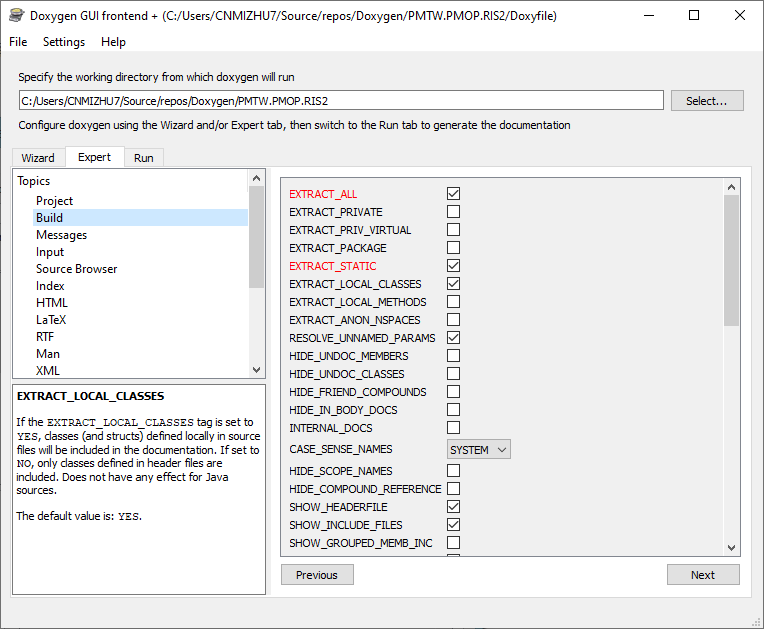 Doxygen GUI frontend + (C:/Users/CNMIZHU7/Source/repos/Doxygen/PMTW.PMOP.RIS2/Doxyfile)
File Settings Help
Specify the working directory from which doxygen will run
C:/Users/CNMIZHU7/Source/repos/Doxygen/PMTW.PMOP.RIS2
Select...
Configure doxygen using the Wizard and/or Expert tab, then switch to the Run tab to generate the documentation
Wizard Expert Run
Topics
Project
Build
Messages
Input
Source Browser
Index
HTML
LaTeX
RTF
Man
XML
EXTRACT_LOCAL_CLASSES
If the EXTRACT_LOCAL_CLASSES tag is set to
YES, classes (and structs) defined locally in source
files will be included in the documentation. If set to
NO, only classes defined in header files are
included. Does not have any effect for Java
sources.
The default value is: YES.
EXTRACT_ALL
EXTRACT_PRIVATE
EXTRACT_PRIV_VIRTUAL
EXTRACT_PACKAGE
EXTRACT_STATIC
EXTRACT_LOCAL_CLASSES
EXTRACT_LOCAL_METHODS
EXTRACT_ANON_NSPACES
RESOLVE_UNNAMED_PARAMS
HIDE_UNDOC_MEMBERS
HIDE_UNDOC_CLASSES
HIDE_FRIEND_COMPOUNDS
HIDE_IN_BODY_DOCS
INTERNAL_DOCS
CASE_SENSE_NAMES SYSTEM
HIDE_SCOPE_NAMES
HIDE_COMPOUND_REFERENCE
SHOW_HEADERFILE
SHOW_INCLUDE_FILES
SHOW_GROUPED_MEMB_INC
Previous
Next